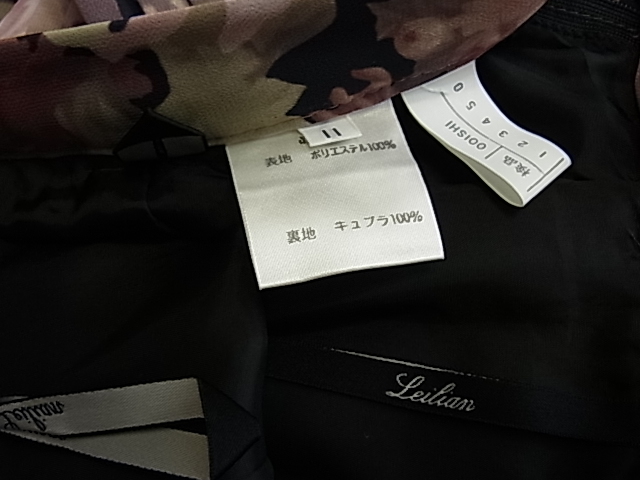 11
表地 ポリエステル100%
裏地 キュプラ100%
検品 OOISHI
1 2 3 4 5 0
Leilian
Leilian